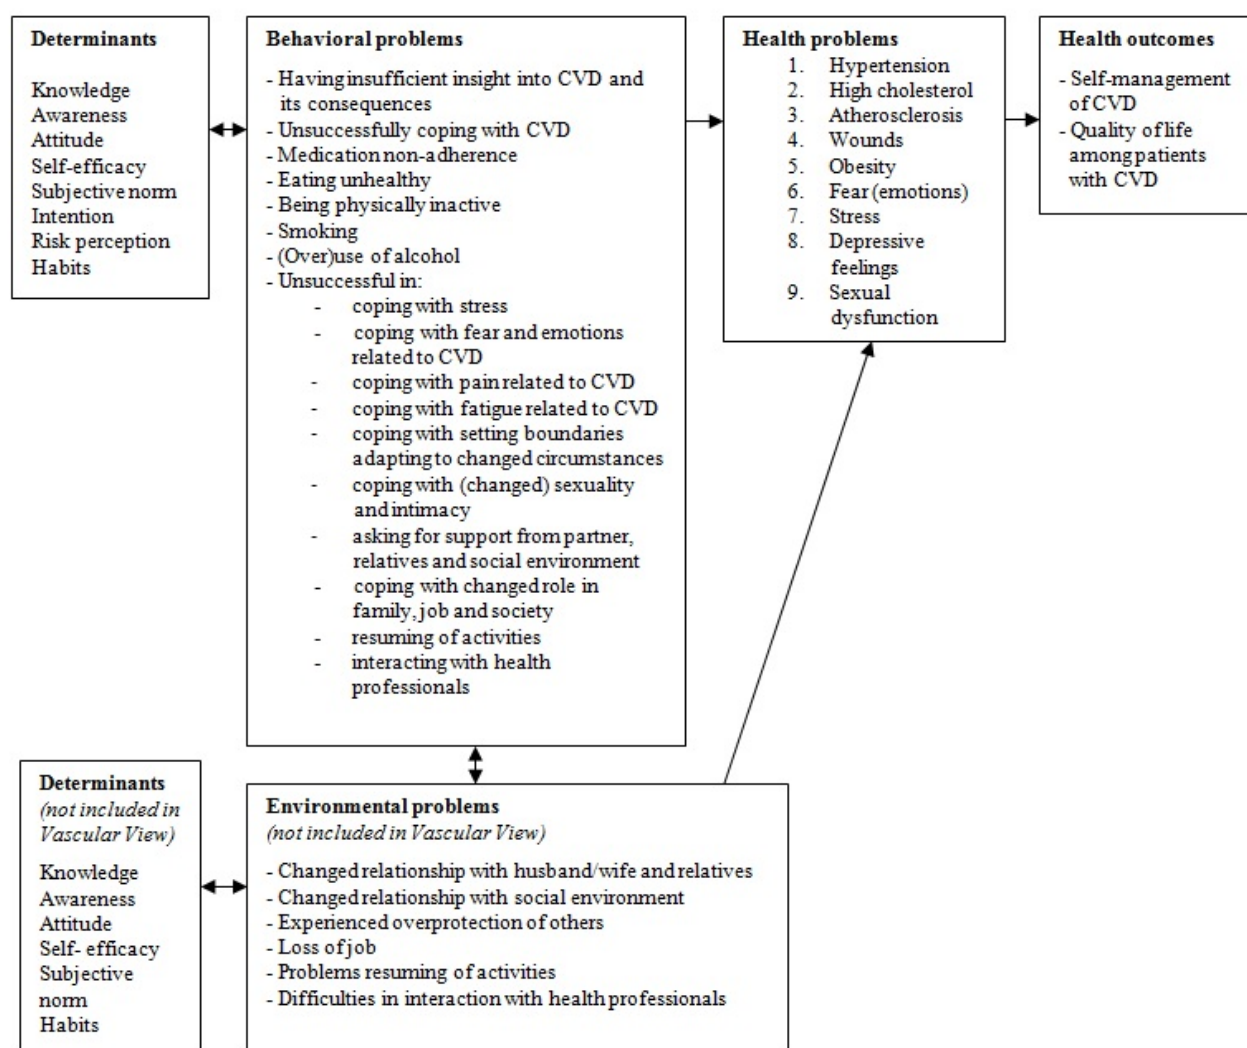 Determinants
Knowledge
Awareness
Attitude
Self-efficacy
Subjective norm
Intention
Risk perception
Habits
Behavioral problems
- Having insufficient insight into CVD and
its consequences
- Unsuccessfully coping with CVD
- Medication non-adherence
- Eating unhealthy
- Being physically inactive
- Smoking
- (Over)use of alcohol
- Unsuccessful in:
- coping with stress
- coping with fear and emotions
related to CVD
- coping with pain related to CVD
- coping with fatigue related to CVD
- coping with setting boundaries
adapting to changed circumstances
- coping with (changed) sexuality
and intimacy
- asking for support from partner,
relatives and social environment
- coping with changed role in
family, job and society
- resuming of activities
- interacting with health
professionals
Health problems
1. Hypertension
2. High cholesterol
3. Atherosclerosis
4. Wounds
5. Obesity
6. Fear (emotions)
7. Stress
8. Depressive
feelings
9. Sexual
dysfunction
Health outcomes
- Self-management
of CVD
- Quality of life
among patients
with CVD
Determinants
(not included in
Vascular View)
Knowledge
Awareness
Attitude
Self- efficacy
Subjective
norm
Habits
Environmental problems
(not included in Vascular View)
- Changed relationship with husband/wife and relatives
- Changed relationship with social environment
- Experienced overprotection of others
- Loss of job
- Problems resuming of activities
- Difficulties in interaction with health professionals